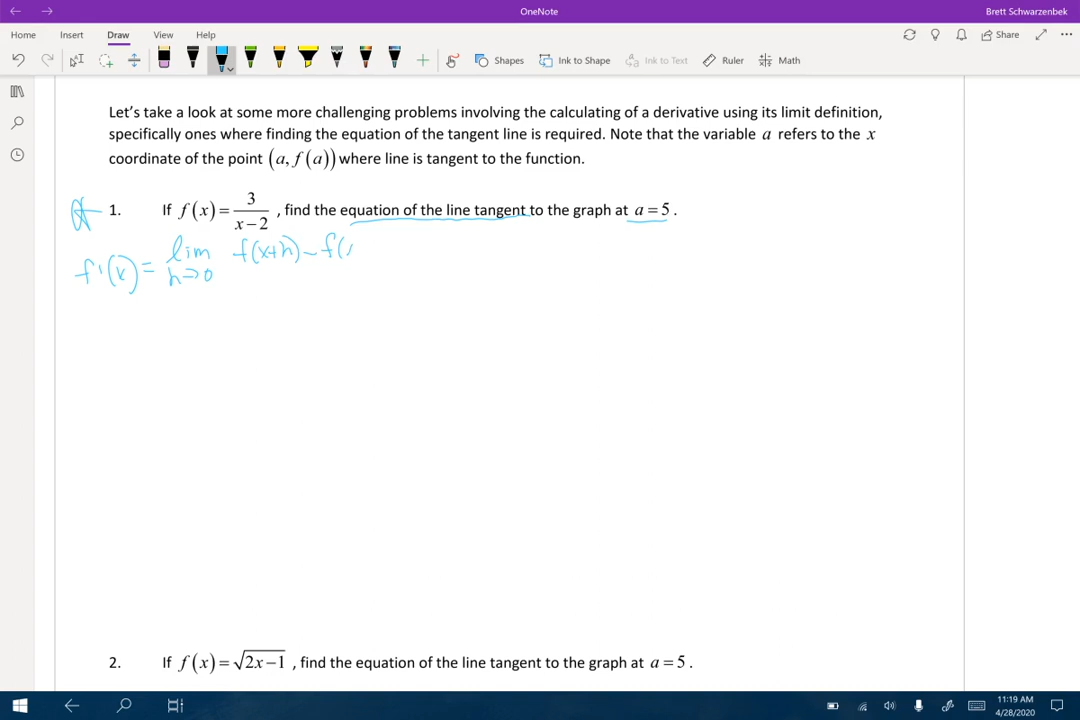 OneNote
Brett Schwarzenbek
Home Insert Draw View Help
Share
Shapes Ink to Shape Ink to Text Ruler Math
Let's take a look at some more challenging problems involving the calculating of a derivative using its limit definition,
specifically ones where finding the equation of the tangent line is required. Note that the variable a refers to the x
coordinate of the point (a, f(a)) where line is tangent to the function.
1. If f(x) = 3/(x−2), find the equation of the line tangent to the graph at a = 5.
f'(x) = lim h→0 f(x+h) − f(
2. If f(x) = √(2x−1), find the equation of the line tangent to the graph at a = 5.
11:19 AM
4/28/2020